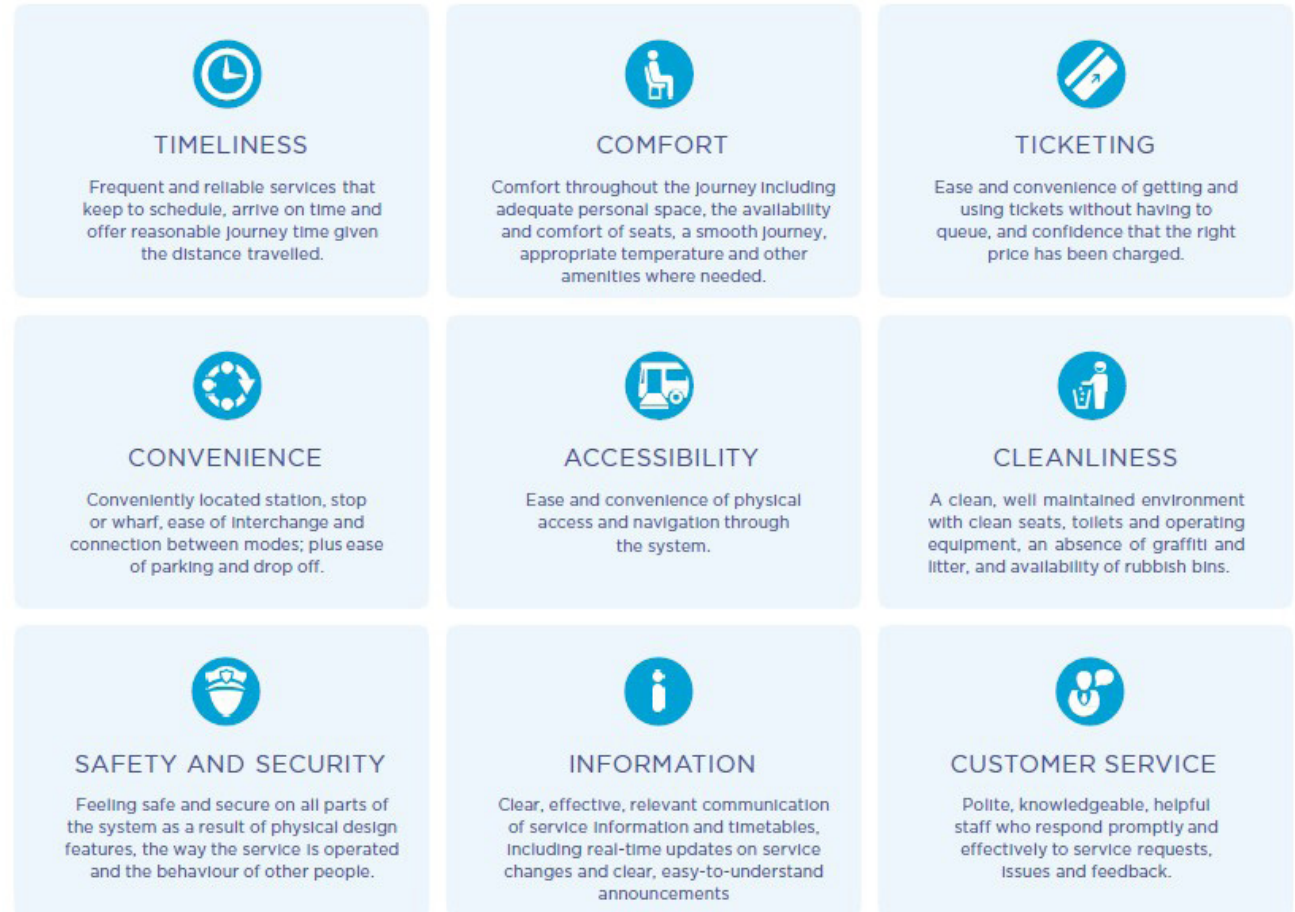 TIMELINESS
Frequent and reliable services that
keep to schedule, arrive on time and
offer reasonable journey time given
the distance travelled.
COMFORT
Comfort throughout the journey including
adequate personal space, the availability
and comfort of seats, a smooth journey,
appropriate temperature and other
amenities where needed.
TICKETING
Ease and convenience of getting and
using tickets without having to
queue, and confidence that the right
price has been charged.
CONVENIENCE
Conveniently located station, stop
or wharf, ease of interchange and
connection between modes; plus ease
of parking and drop off.
ACCESSIBILITY
Ease and convenience of physical
access and navigation through
the system.
CLEANLINESS
A clean, well maintained environment
with clean seats, toilets and operating
equipment, an absence of graffiti and
litter, and availability of rubbish bins.
SAFETY AND SECURITY
Feeling safe and secure on all parts of
the system as a result of physical design
features, the way the service is operated
and the behaviour of other people.
INFORMATION
Clear, effective, relevant communication
of service information and timetables,
including real-time updates on service
changes and clear, easy-to-understand
announcements
CUSTOMER SERVICE
Polite, knowledgeable, helpful
staff who respond promptly and
effectively to service requests,
issues and feedback.